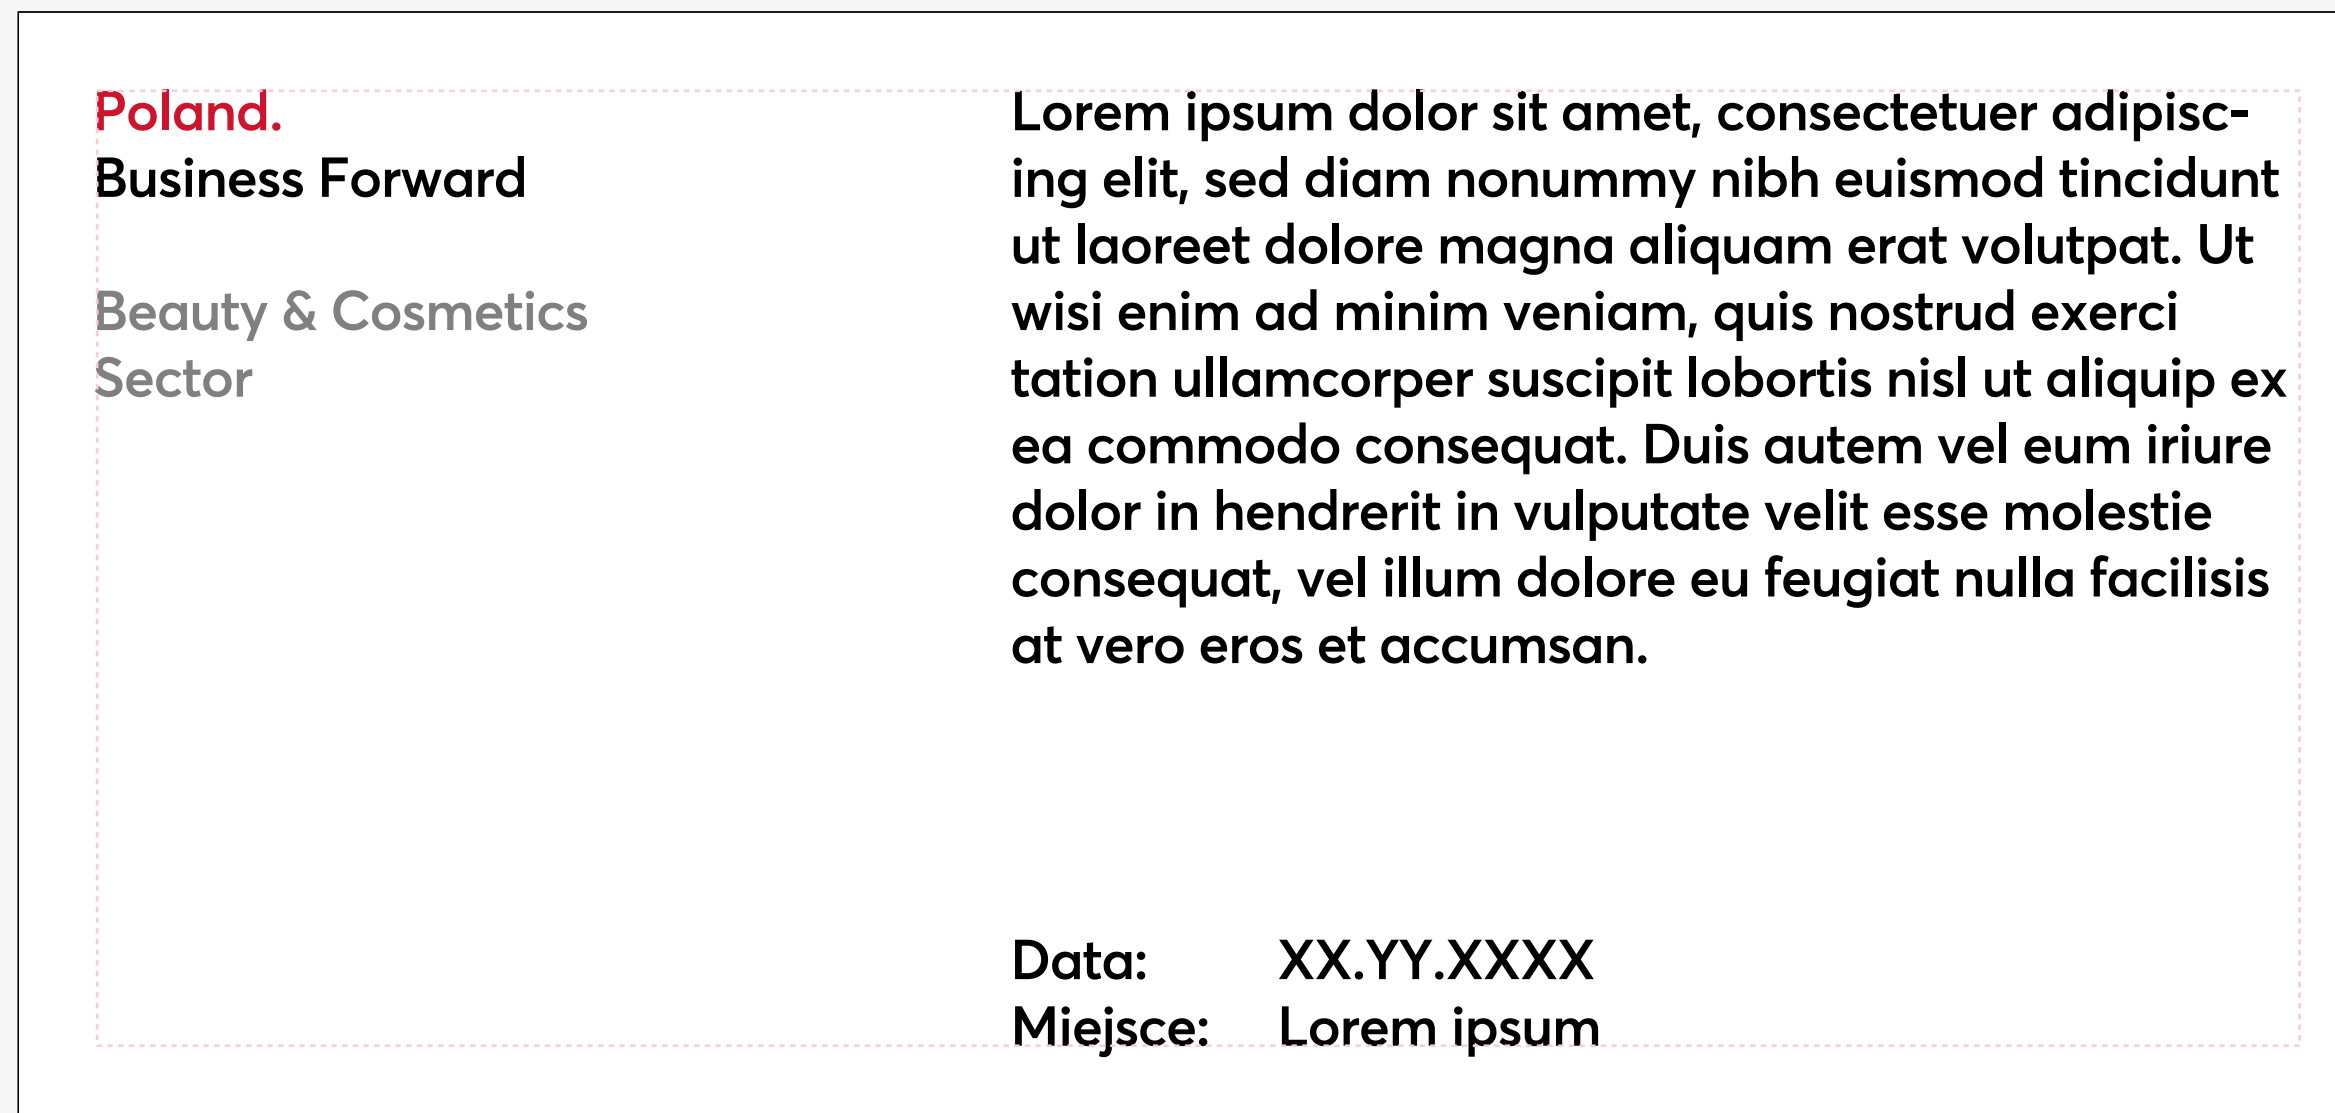 Poland.
Business Forward
Beauty & Cosmetics
Sector
Lorem ipsum dolor sit amet, consectetuer adipisc-
ing elit, sed diam nonummy nibh euismod tincidunt
ut laoreet dolore magna aliquam erat volutpat. Ut
wisi enim ad minim veniam, quis nostrud exerci
tation ullamcorper suscipit lobortis nisl ut aliquip ex
ea commodo consequat. Duis autem vel eum iriure
dolor in hendrerit in vulputate velit esse molestie
consequat, vel illum dolore eu feugiat nulla facilisis
at vero eros et accumsan.
Data: XX.YY.XXXX
Miejsce: Lorem ipsum